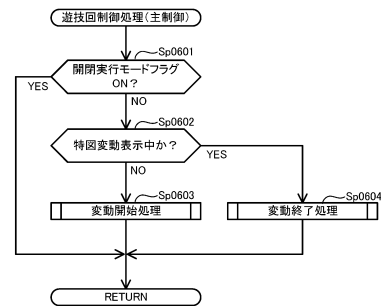 遊技回制御処理（主制御）
Sp0601
開閉実行モードフラグ
ON？
YES
NO
Sp0602
特図変動表示中か？
YES
NO
Sp0603
変動開始処理
Sp0604
変動終了処理
RETURN